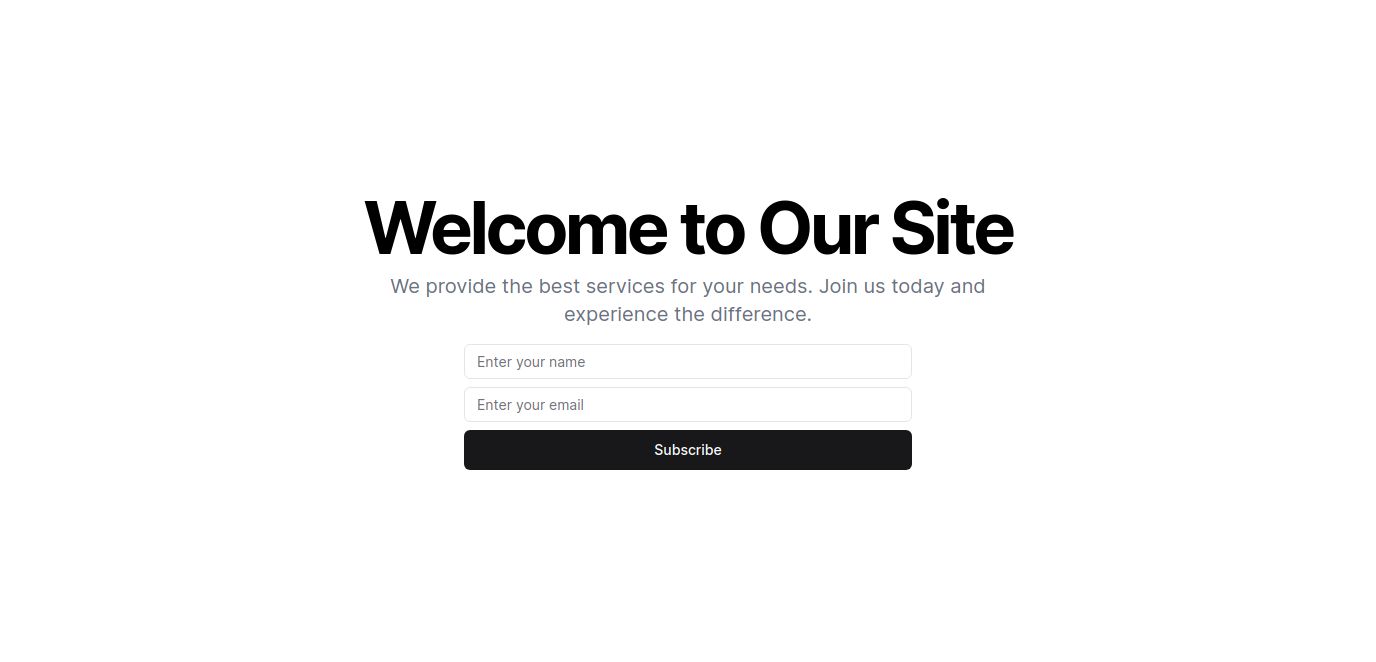 Welcome to Our Site
We provide the best services for your needs. Join us today and
experience the difference.
Enter your name
Enter your email
Subscribe